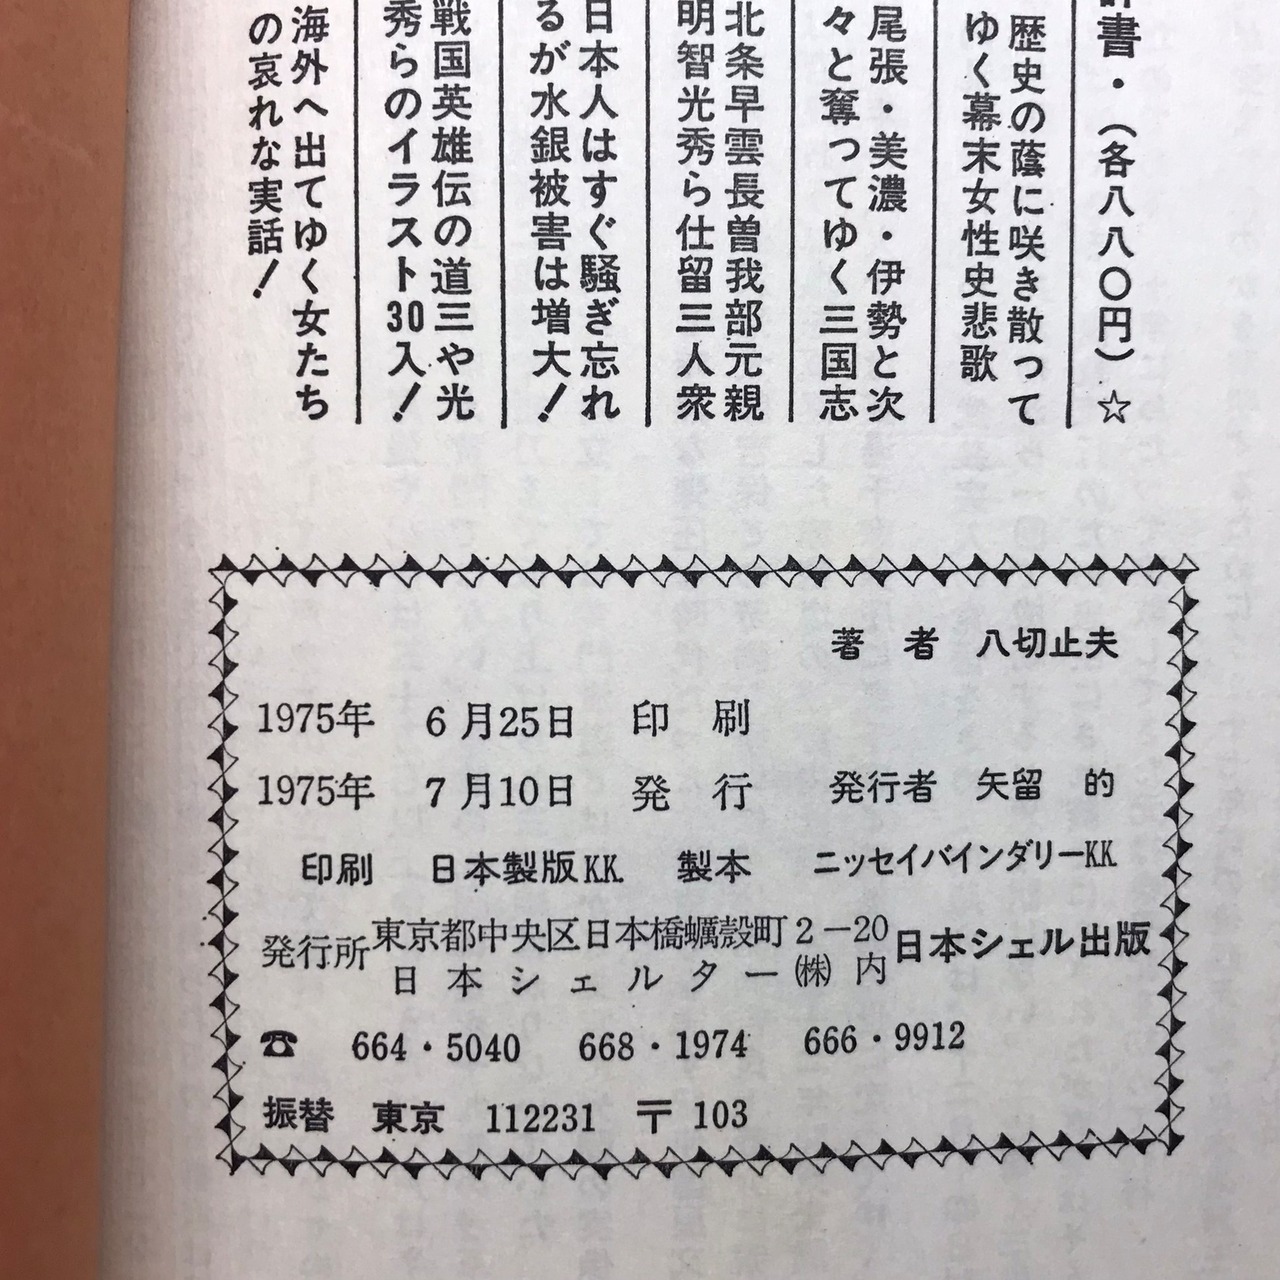 書・（各八八〇円）☆
歴史の蔭に咲き散って
ゆく幕末女性史悲歌
尾張・美濃・伊勢と次
々と奪ってゆく三国志
北条早雲長曽我部元親
明智光秀ら仕留三人衆
日本人はすぐ騒ぎ忘れ
るが水銀被害は増大！
戦国英雄伝の道三や光
秀らのイラスト30入！
海外へ出てゆく女たち
の哀れな実話！
著　者　八切止夫
1975年　6月25日　印　刷
1975年　7月10日　発　行　発行者　矢留　的
印刷　日本製版KK.　製本　ニッセイバインダリーKK
発行所 東京都中央区日本橋蠣殻町2－20 日本シェル出版
日本シェルター㈱内
☎　664・5040　668・1974　666・9912
振替　東京　112231　〒103